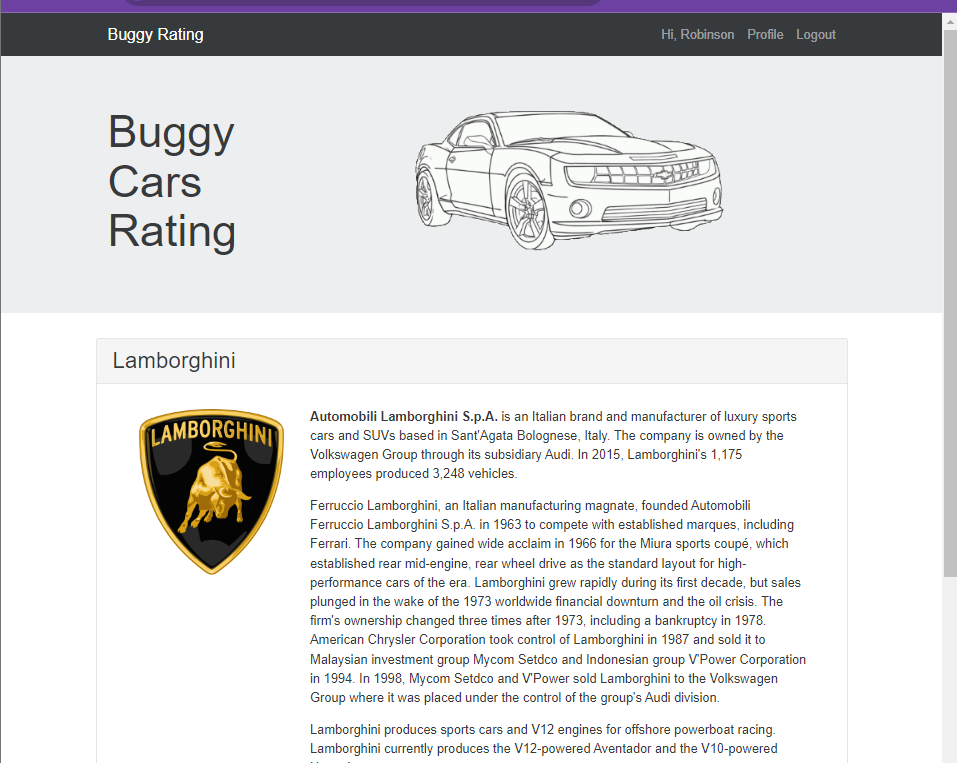 Buggy Rating
Hi, Robinson Profile Logout
Buggy
Cars
Rating
Lamborghini
LAMBORGHINI
Automobili Lamborghini S.p.A. is an Italian brand and manufacturer of luxury sports
cars and SUVs based in Sant'Agata Bolognese, Italy. The company is owned by the
Volkswagen Group through its subsidiary Audi. In 2015, Lamborghini's 1,175
employees produced 3,248 vehicles.
Ferruccio Lamborghini, an Italian manufacturing magnate, founded Automobili
Ferruccio Lamborghini S.p.A. in 1963 to compete with established marques, including
Ferrari. The company gained wide acclaim in 1966 for the Miura sports coupé, which
established rear mid-engine, rear wheel drive as the standard layout for high-
performance cars of the era. Lamborghini grew rapidly during its first decade, but sales
plunged in the wake of the 1973 worldwide financial downturn and the oil crisis. The
firm's ownership changed three times after 1973, including a bankruptcy in 1978.
American Chrysler Corporation took control of Lamborghini in 1987 and sold it to
Malaysian investment group Mycom Setdco and Indonesian group V'Power Corporation
in 1994. In 1998, Mycom Setdco and V'Power sold Lamborghini to the Volkswagen
Group where it was placed under the control of the group's Audi division.
Lamborghini produces sports cars and V12 engines for offshore powerboat racing.
Lamborghini currently produces the V12-powered Aventador and the V10-powered